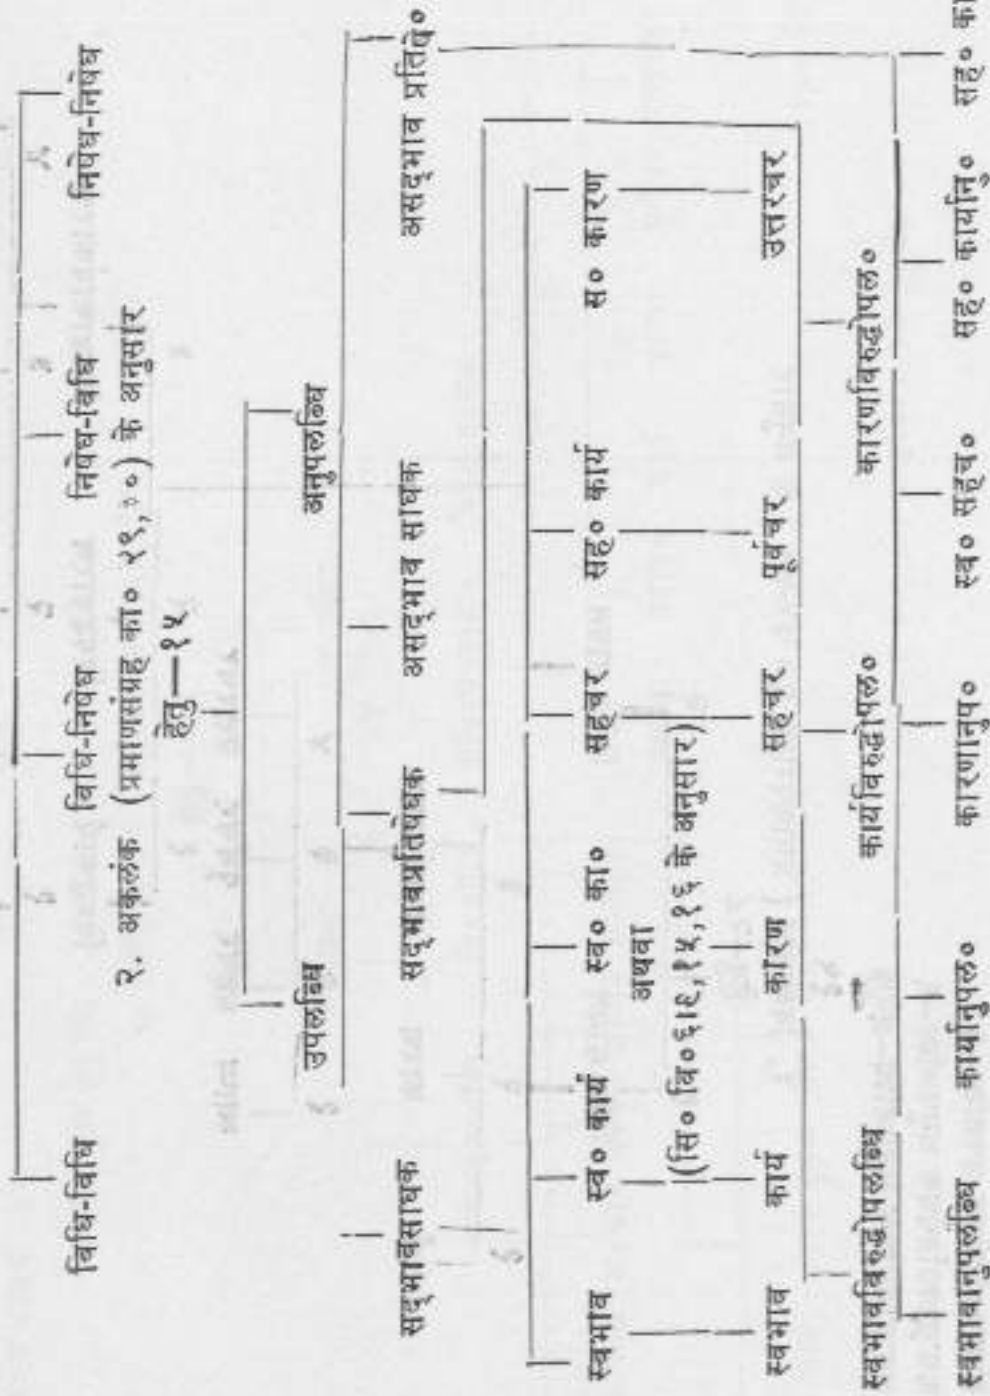 विधि-विधि विधि-निषेध निषेध-विधि निषेध-निषेध
२. अकलंक (प्रमाणसंग्रह का० २९, ३०) के अनुसार
हेतु—१५
उपलब्धि अनुपलब्धि
सद्भावसाधक सद्भावप्रतिषेधक असद्भाव साधक असद्भाव प्रतिषे०
स्वभाव स्व० कार्य स्व० का० सहचर सह० कार्य स० कारण
अथवा
(सि० वि० ६।९, १५, १६ के अनुसार)
स्वभाव कार्य कारण सहचर पूर्वचर उत्तरचर
स्वभावविरुद्धोपलब्धि कार्यविरुद्धोपल० कारणविरुद्धोपल०
स्वभावानुपलब्धि कार्यानुपल० कारणानुप० स्व० सहच० सह० कार्यानु० सह० का